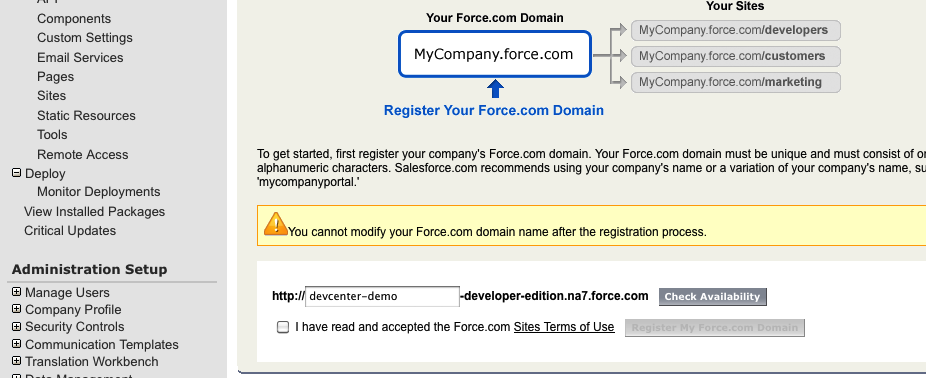 Components
Custom Settings
Email Services
Pages
Sites
Static Resources
Tools
Remote Access
Deploy
Monitor Deployments
View Installed Packages
Critical Updates
Administration Setup
Manage Users
Company Profile
Security Controls
Communication Templates
Translation Workbench
Data Management
Your Force.com Domain
Your Sites
MyCompany.force.com
MyCompany.force.com/developers
MyCompany.force.com/customers
MyCompany.force.com/marketing
Register Your Force.com Domain
To get started, first register your company's Force.com domain. Your Force.com domain must be unique and must consist of
alphanumeric characters. Salesforce.com recommends using your company's name or a variation of your company's name,
'mycompanyportal.'
You cannot modify your Force.com domain name after the registration process.
http:// devcenter-demo -developer-edition.na7.force.com Check Availability
I have read and accepted the Force.com Sites Terms of Use Register My Force.com Domain